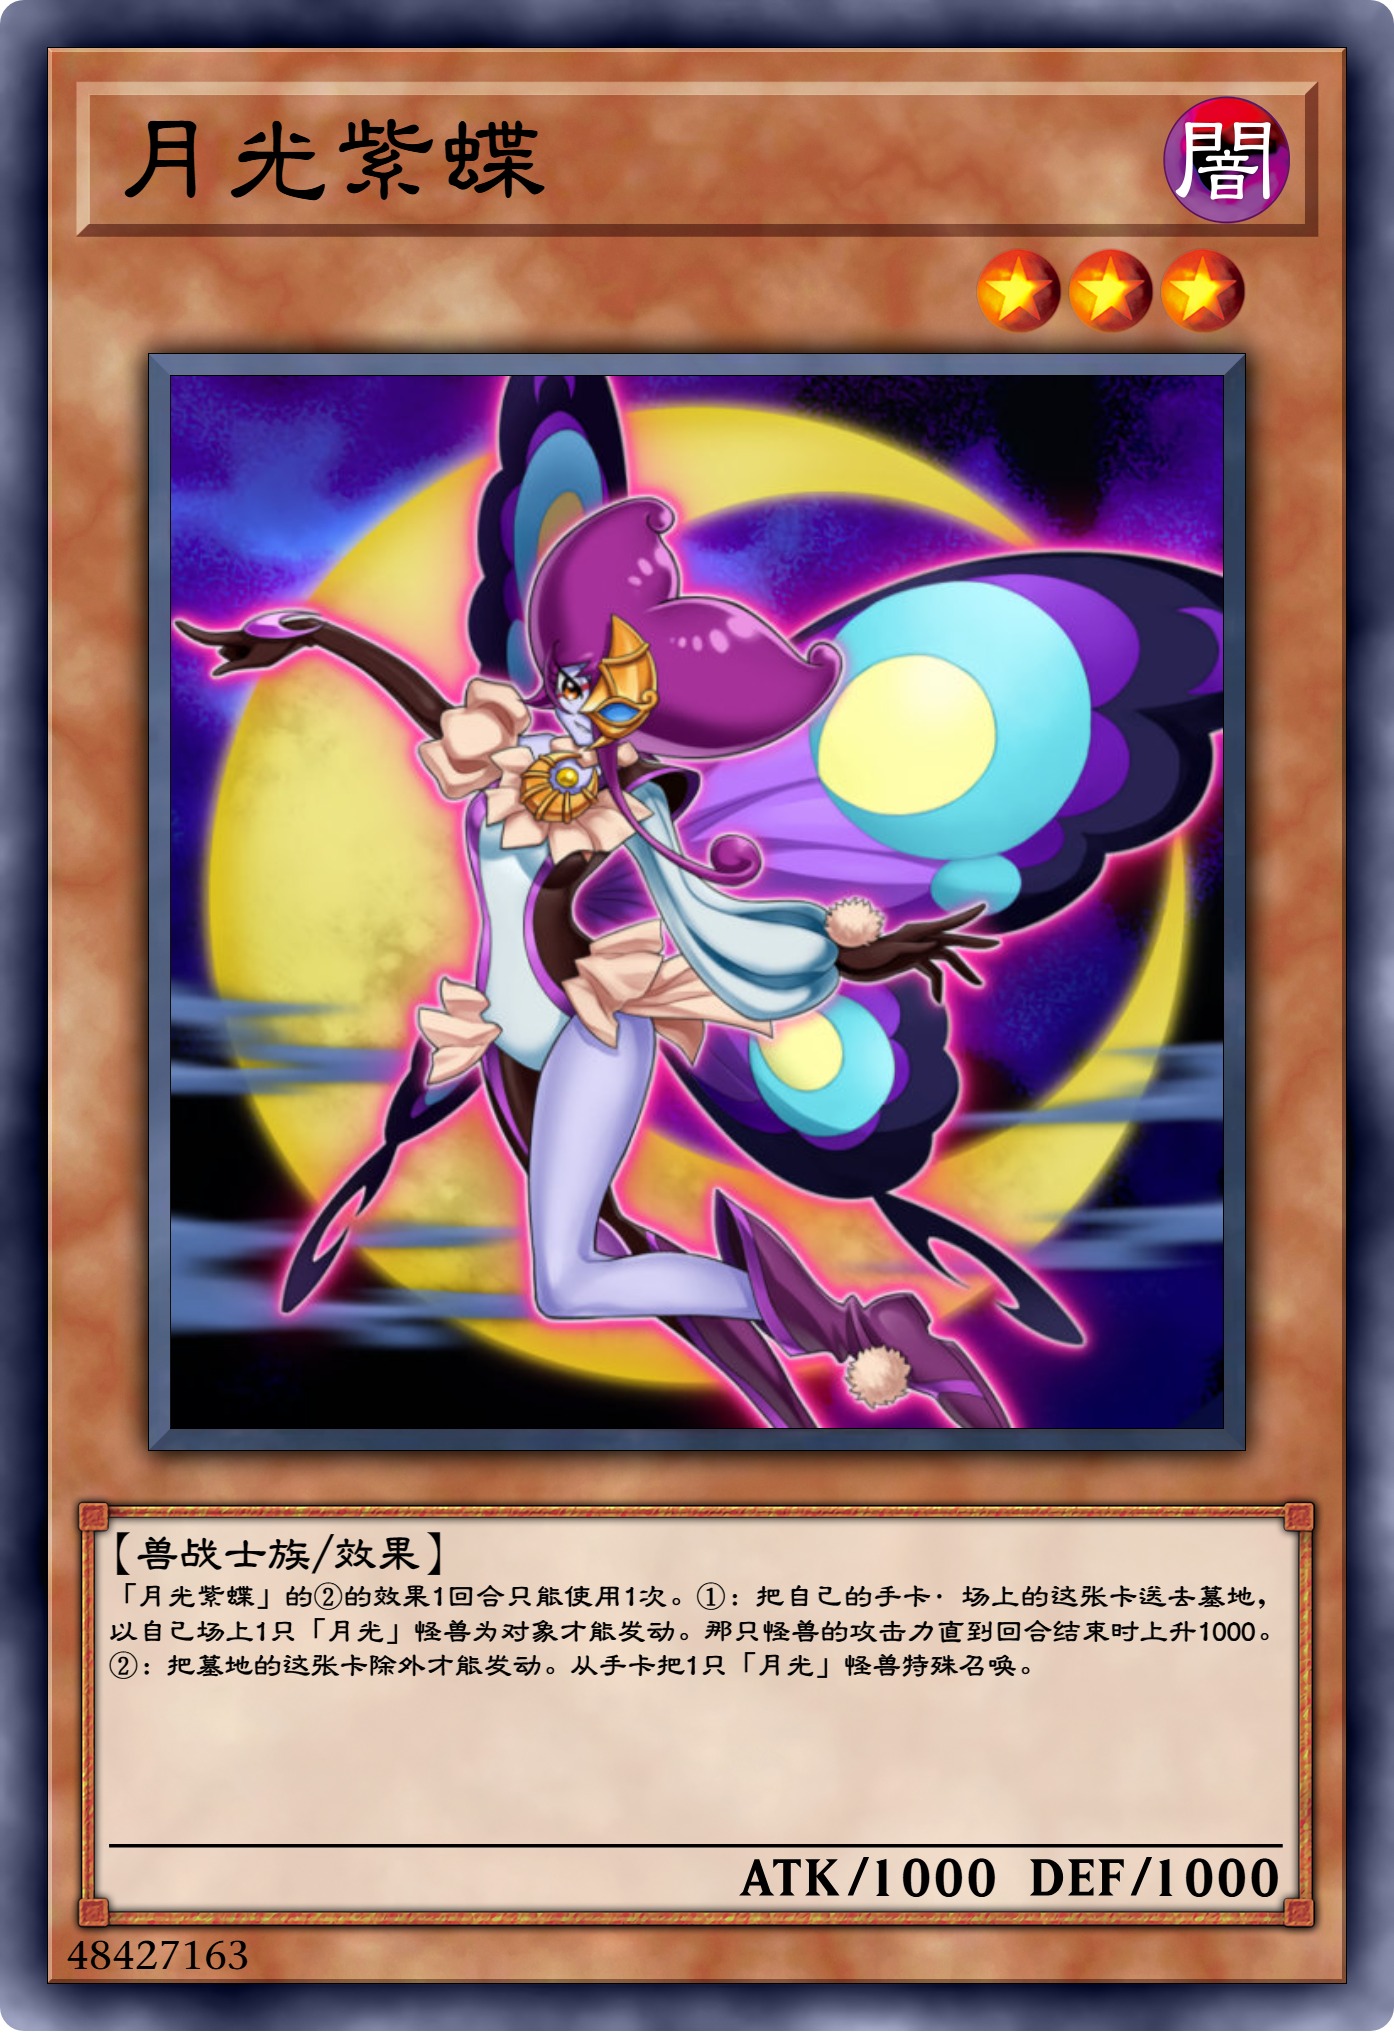 月光紫蝶
闇
【兽战士族/效果】
「月光紫蝶」的②的效果1回合只能使用1次。①：把自己的手卡·场上的这张卡送去墓地，
以自己场上1只「月光」怪兽为对象才能发动。那只怪兽的攻击力直到回合结束时上升1000。
②：把墓地的这张卡除外才能发动。从手卡把1只「月光」怪兽特殊召唤。
ATK/1000 DEF/1000
48427163